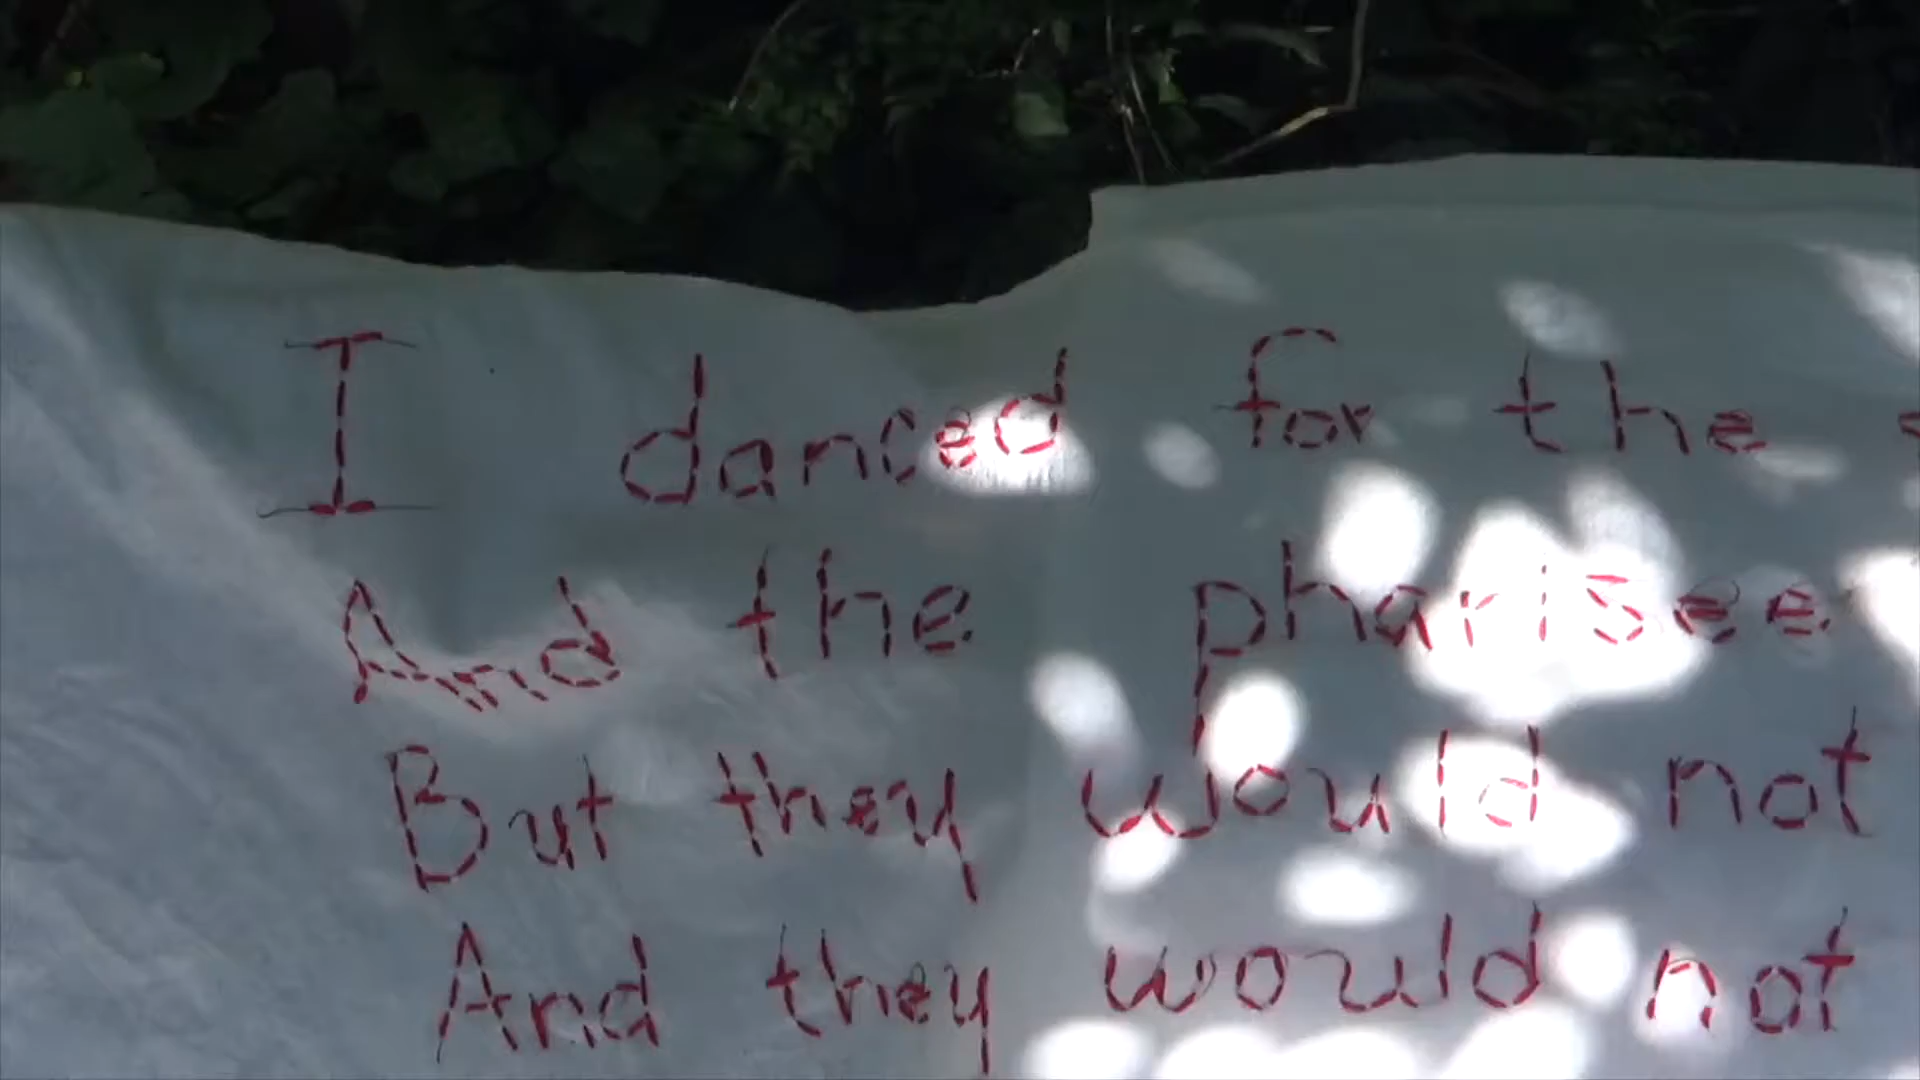 I danced for the
And the pharisee
But they would not
And they would not